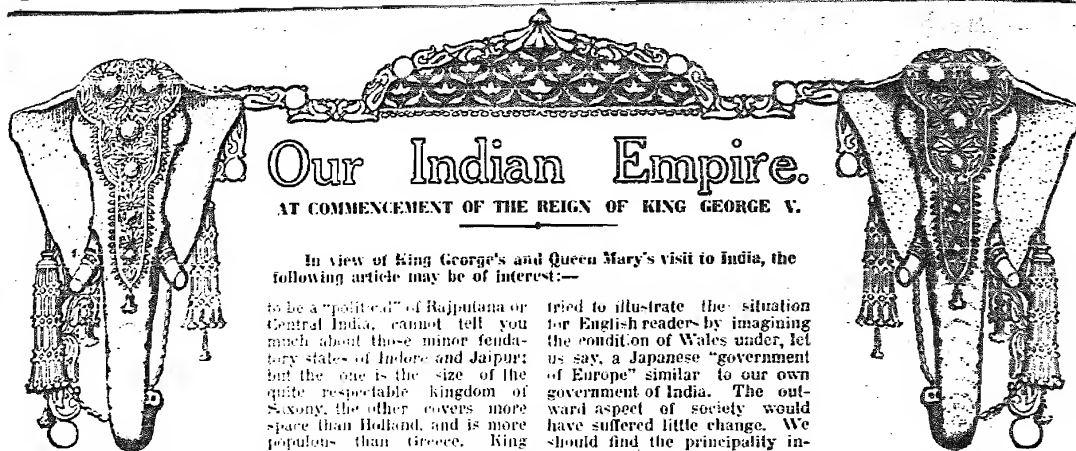 Our Indian Empire.
AT COMMENCEMENT OF THE REIGN OF KING GEORGE V.
In view of King George's and Queen Mary's visit to India, the
following article may be of interest:—
to be a "political" of Rajputana or
Central India, cannot tell you
much about those minor feuda-
tory states of Indore and Jaipur;
but the one is the size of the
quite respectable kingdom of
Saxony, the other covers more
space than Holland, and is more
populous than Greece. King
tried to illustrate the situation
for English readers by imagining
the condition of Wales under, let
us say, a Japanese "government
of Europe" similar to our own
government of India. The out-
ward aspect of society would
have suffered little change. We
should find the principality in-